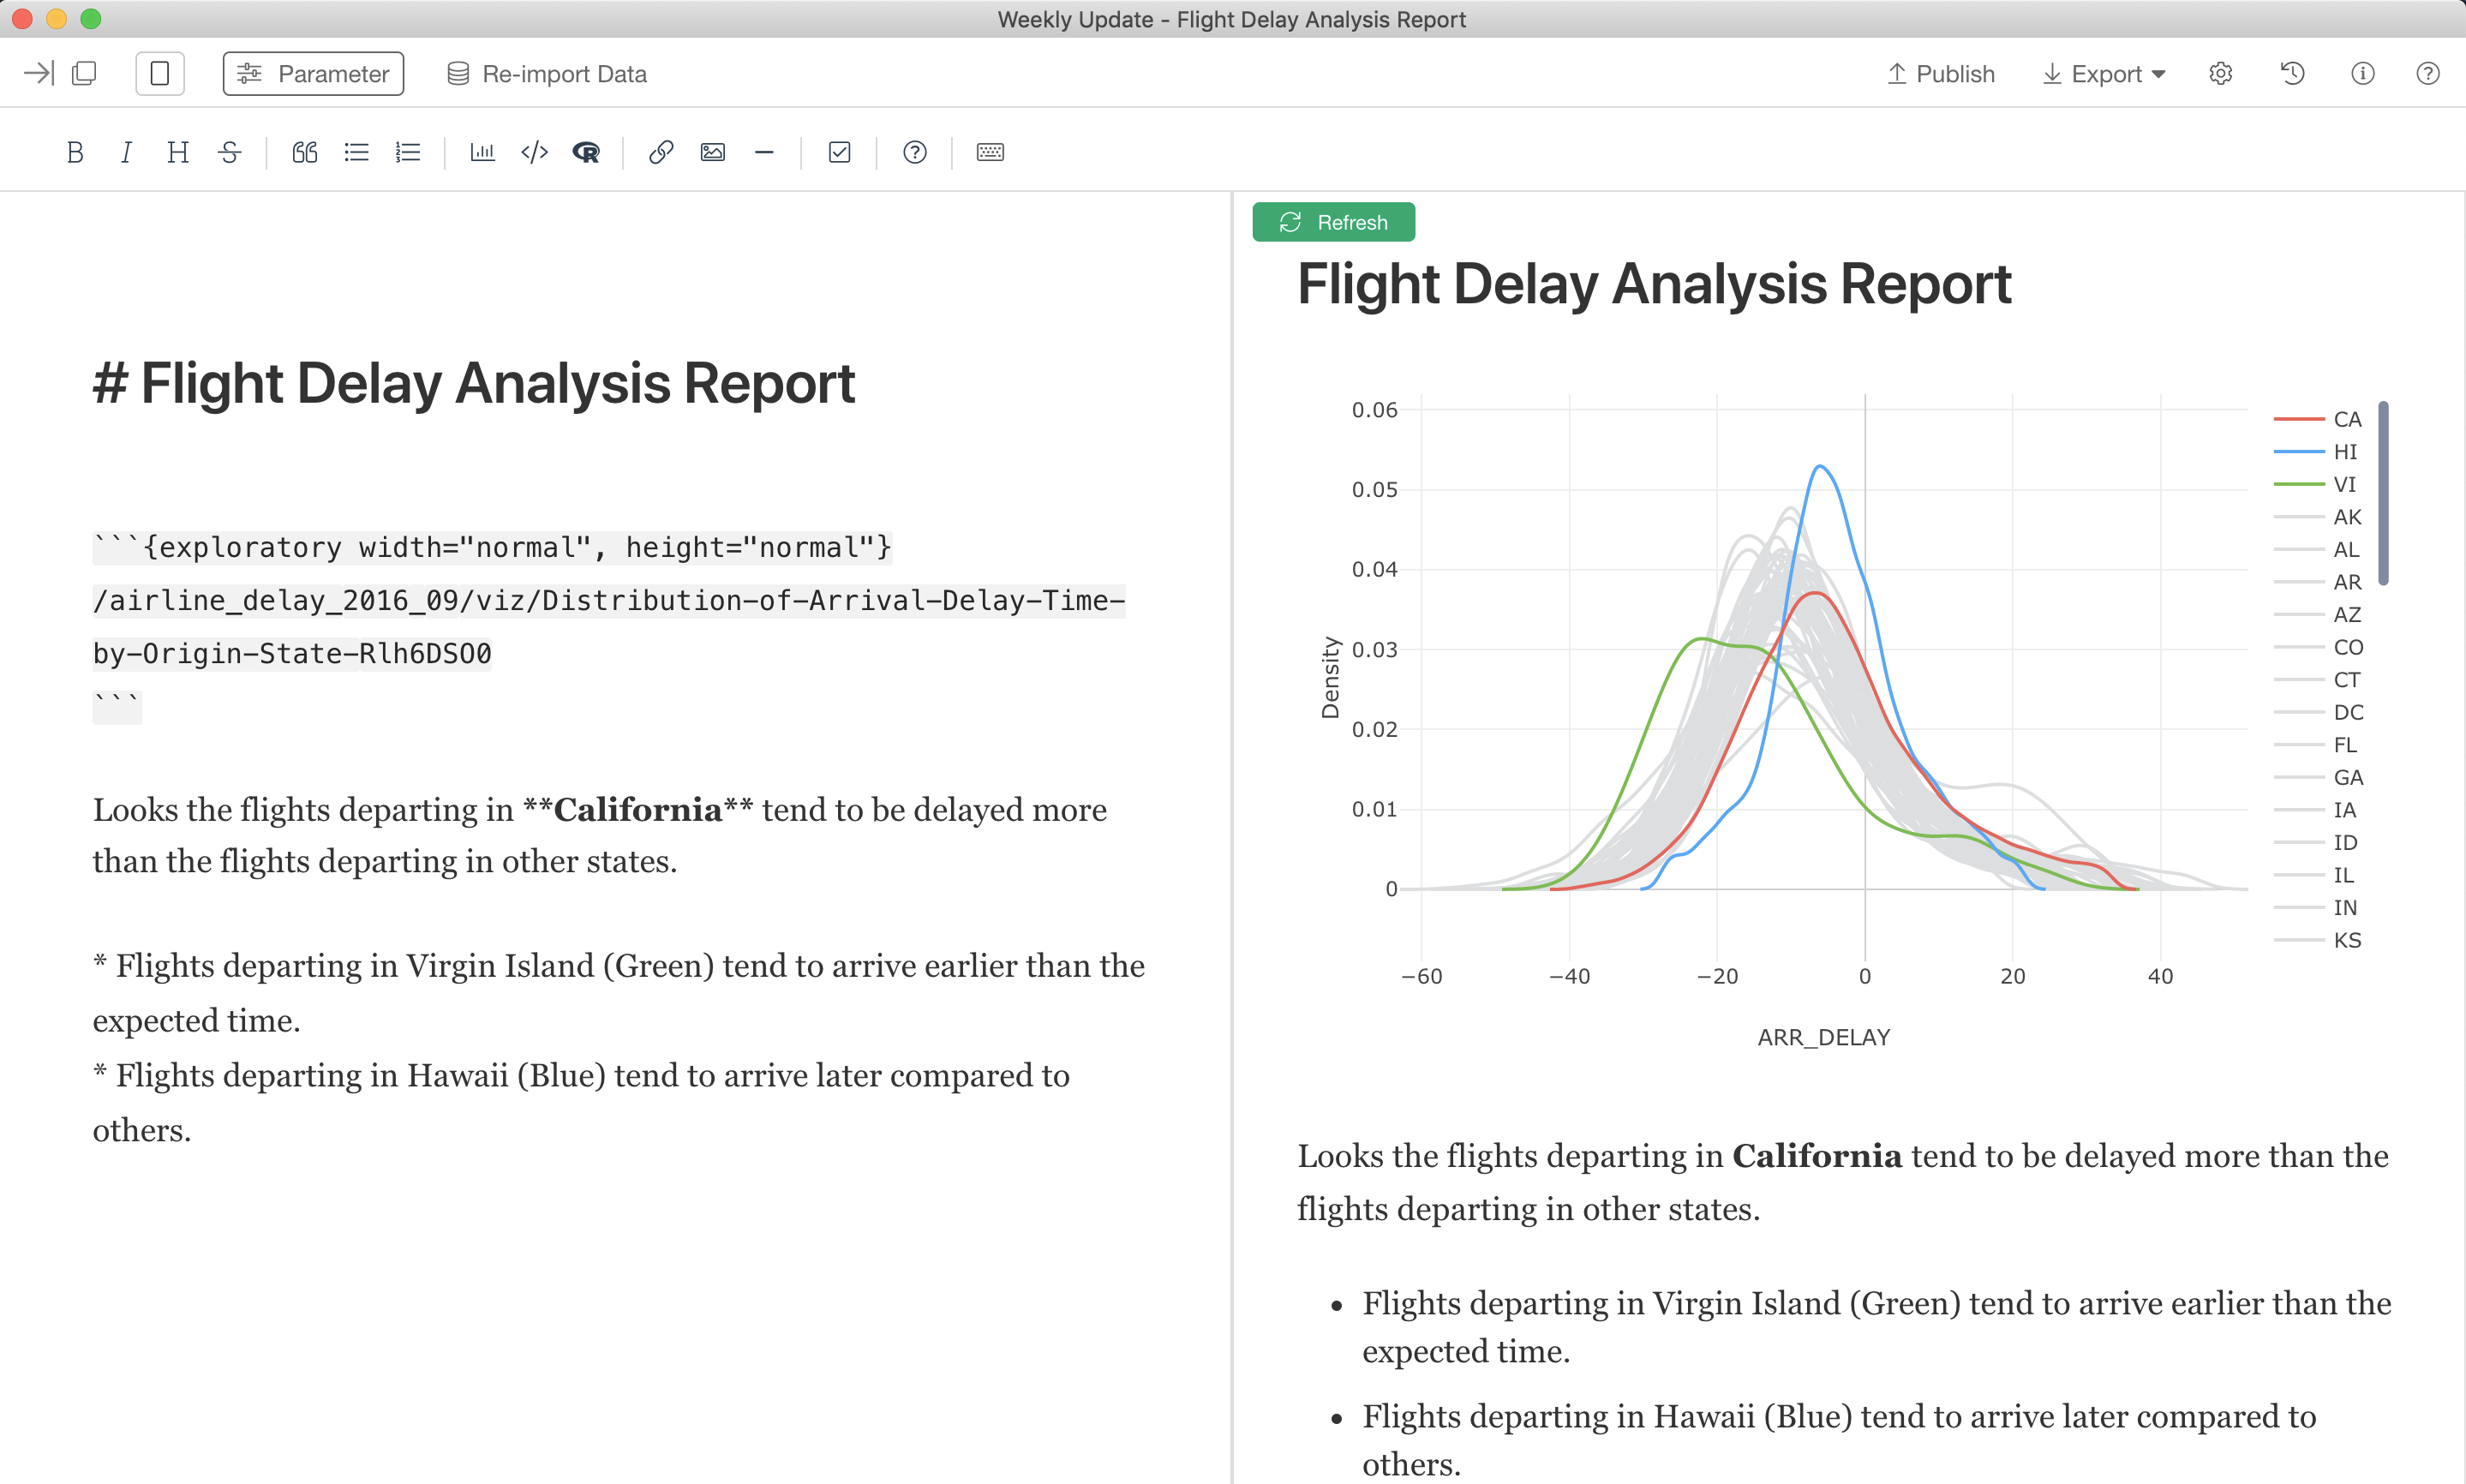 Weekly Update - Flight Delay Analysis Report
Parameter
Re-import Data
Publish
Export
B I H S
Refresh
# Flight Delay Analysis Report
```{exploratory width="normal", height="normal"}
/airline_delay_2016_09/viz/Distribution-of-Arrival-Delay-Time-
by-Origin-State-Rlh6DSO0
```
Looks the flights departing in **California** tend to be delayed more
than the flights departing in other states.
* Flights departing in Virgin Island (Green) tend to arrive earlier than the
expected time.
* Flights departing in Hawaii (Blue) tend to arrive later compared to
others.
Flight Delay Analysis Report
0.06
0.05
0.04
0.03
0.02
0.01
0
Density
−60
−40
−20
0
20
40
ARR_DELAY
CA
HI
VI
AK
AL
AR
AZ
CO
CT
DC
FL
GA
IA
ID
IL
IN
KS
Looks the flights departing in California tend to be delayed more than the
flights departing in other states.
• Flights departing in Virgin Island (Green) tend to arrive earlier than the
expected time.
• Flights departing in Hawaii (Blue) tend to arrive later compared to
others.